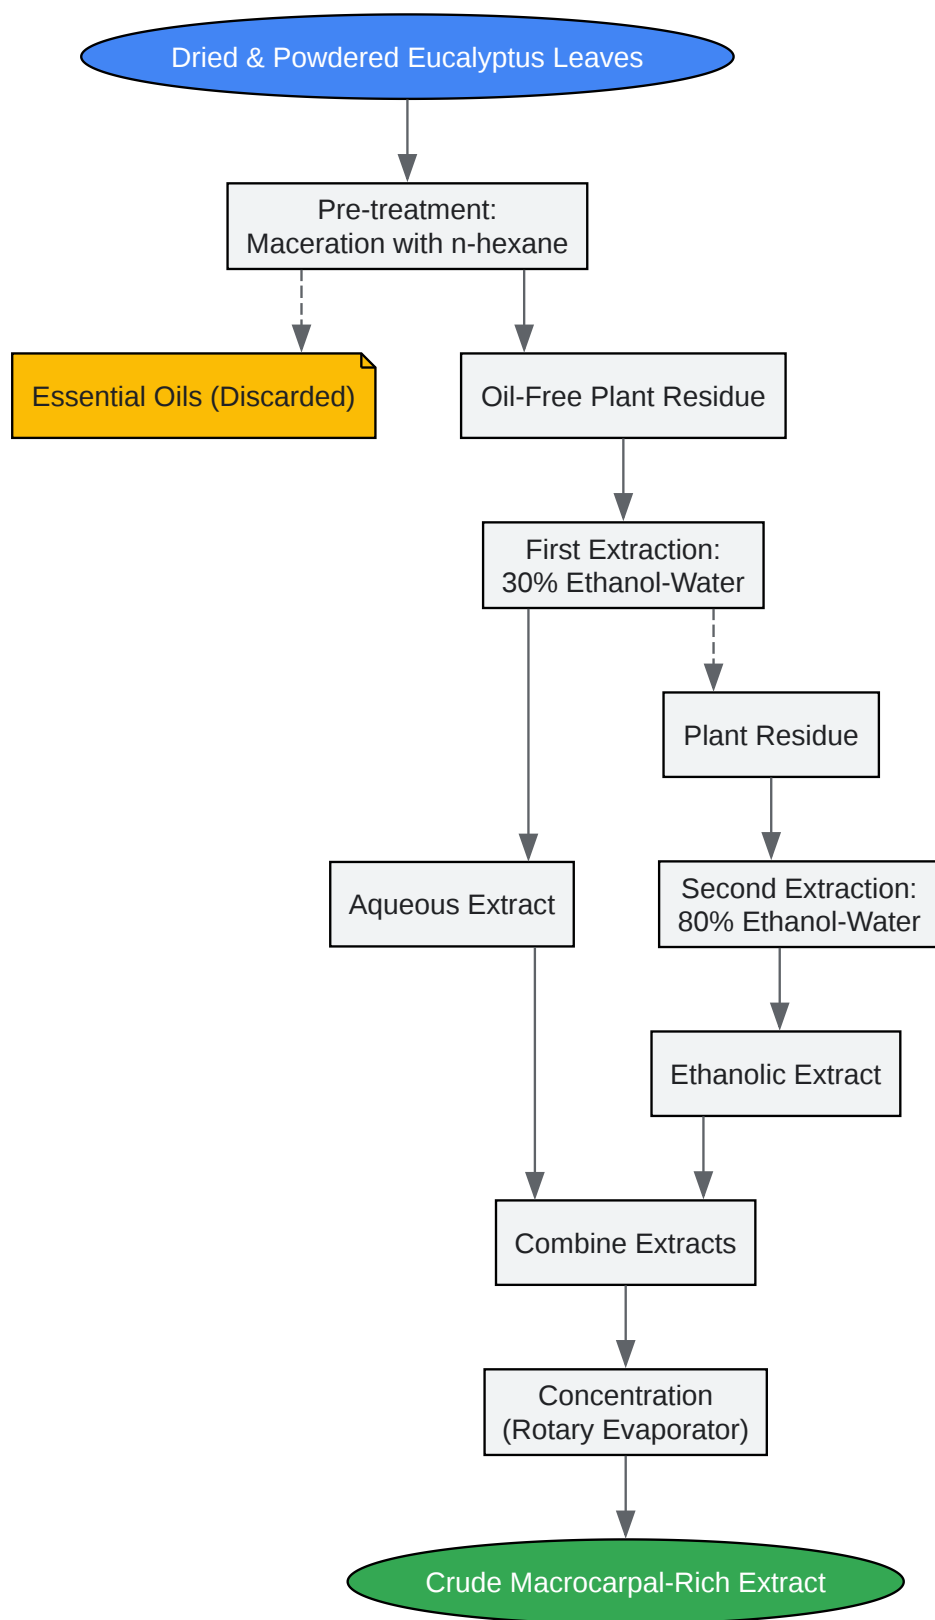 Dried & Powdered Eucalyptus Leaves
Pre-treatment:
Maceration with n-hexane
Essential Oils (Discarded)
Oil-Free Plant Residue
First Extraction:
30% Ethanol-Water
Plant Residue
Aqueous Extract
Second Extraction:
80% Ethanol-Water
Ethanolic Extract
Combine Extracts
Concentration
(Rotary Evaporator)
Crude Macrocarpal-Rich Extract